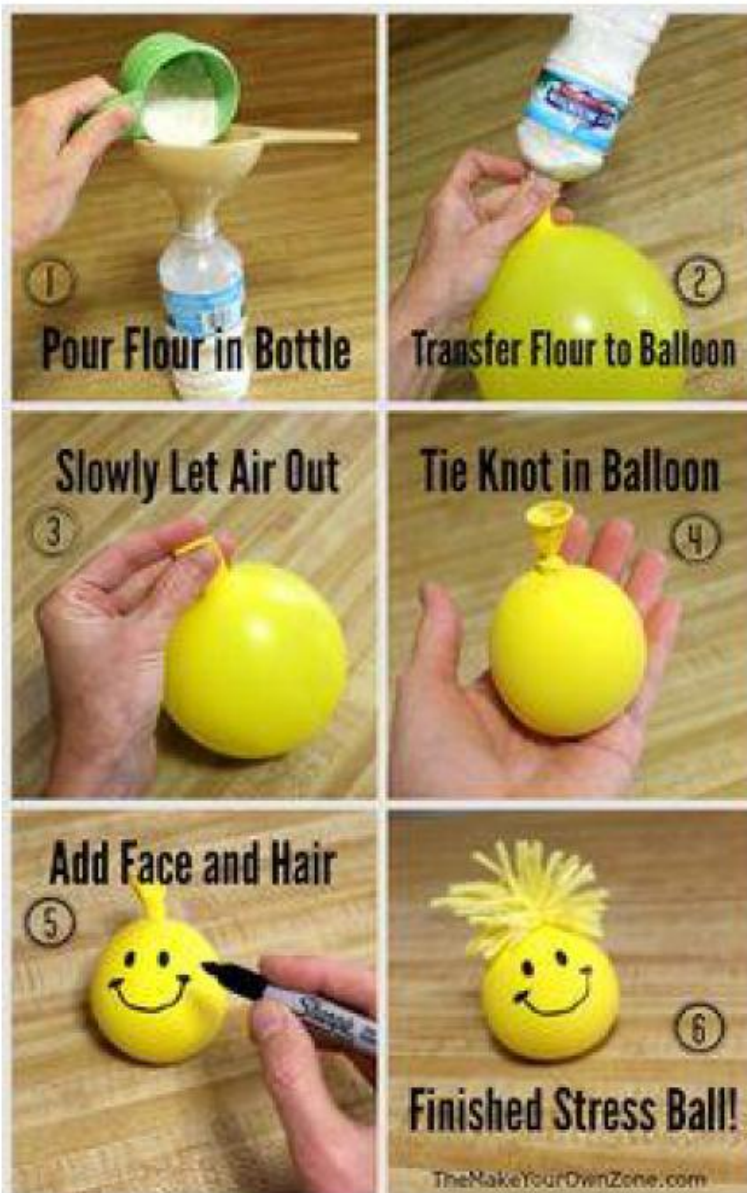 1
Pour Flour in Bottle
2
Transfer Flour to Balloon
Slowly Let Air Out
3
Tie Knot in Balloon
4
Add Face and Hair
5
Sharpie
6
Finished Stress Ball!
TheMakeYourOwnZone.com